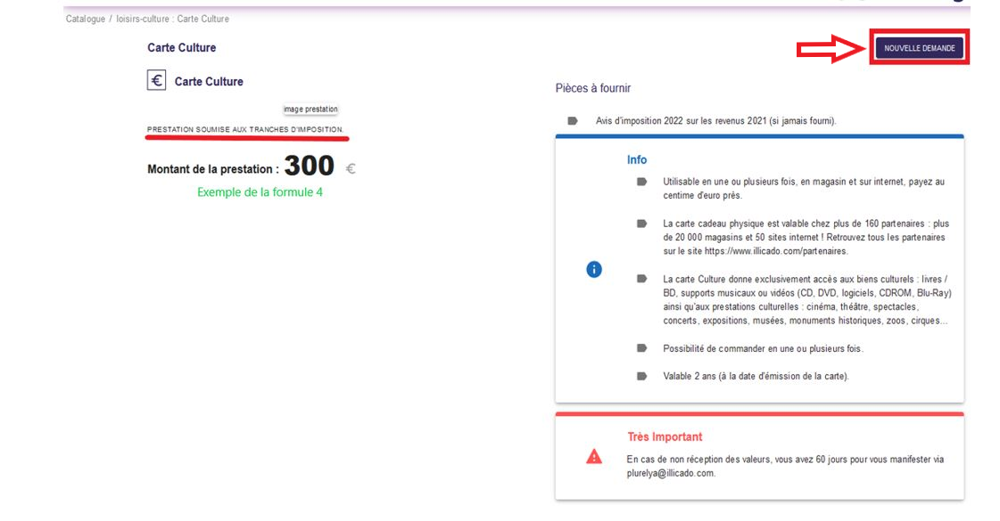 Catalogue / loisirs-culture : Carte Culture
Carte Culture
NOUVELLE DEMANDE
€ Carte Culture
image prestation
PRESTATION SOUMISE AUX TRANCHES D'IMPOSITION.
Montant de la prestation : 300 €
Exemple de la formule 4
Pièces à fournir
Avis d'imposition 2022 sur les revenus 2021 (si jamais fourni).
Info
Utilisable en une ou plusieurs fois, en magasin et sur internet, payez au
centime d'euro près.
La carte cadeau physique est valable chez plus de 160 partenaires : plus
de 20 000 magasins et 50 sites internet ! Retrouvez tous les partenaires
sur le site https://www.illicado.com/partenaires.
La carte Culture donne exclusivement accès aux biens culturels : livres /
BD, supports musicaux ou vidéos (CD, DVD, logiciels, CDROM, Blu-Ray)
ainsi qu'aux prestations culturelles : cinéma, théâtre, spectacles,
concerts, expositions, musées, monuments historiques, zoos, cirques...
Possibilité de commander en une ou plusieurs fois.
Valable 2 ans (à la date d'émission de la carte).
Très Important
En cas de non réception des valeurs, vous avez 60 jours pour vous manifester via
plurelya@illicado.com.